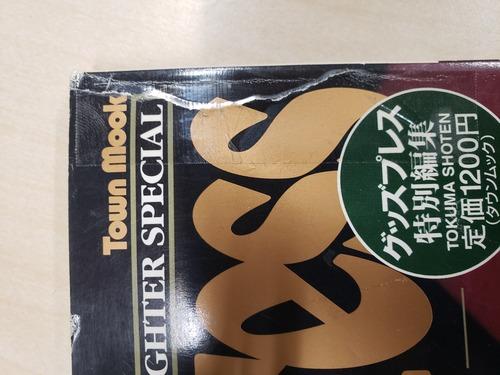 Town Mook
GHTER SPECIAL
SS
グッズプレス
特別編集
TOKUMA SHOTEN
定価1200円
(タウンムック)